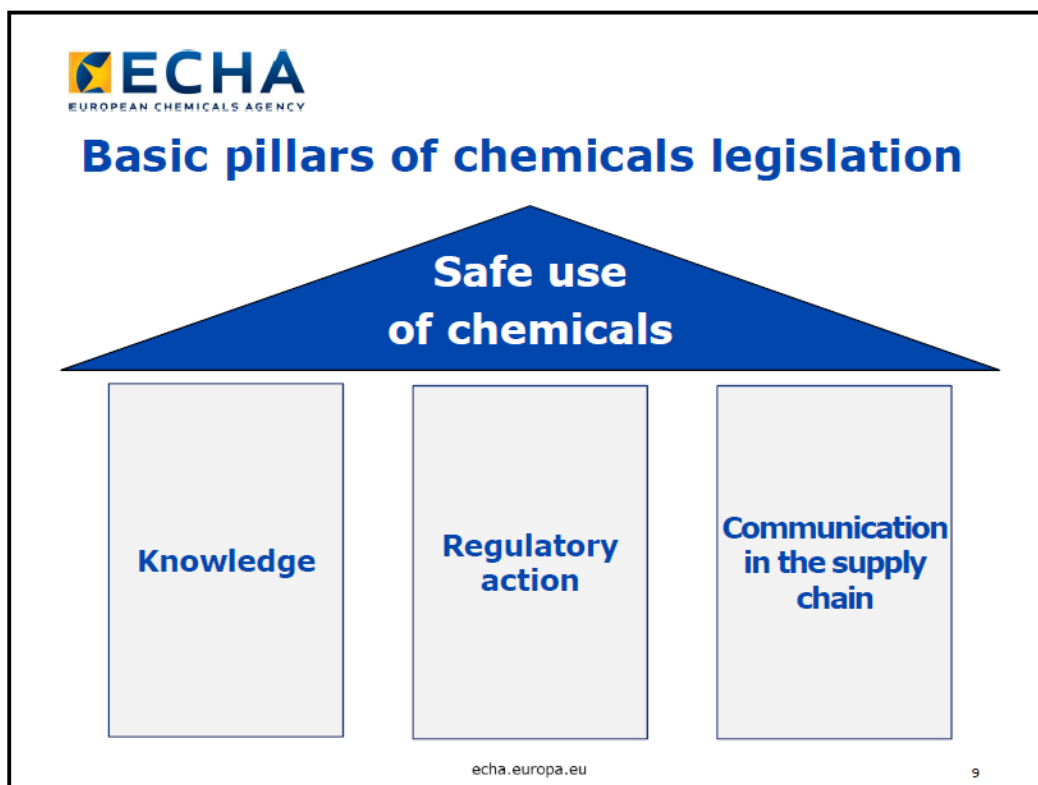 ECHA
EUROPEAN CHEMICALS AGENCY
Basic pillars of chemicals legislation
Safe use
of chemicals
Knowledge
Regulatory
action
Communication
in the supply
chain
echa.europa.eu
9